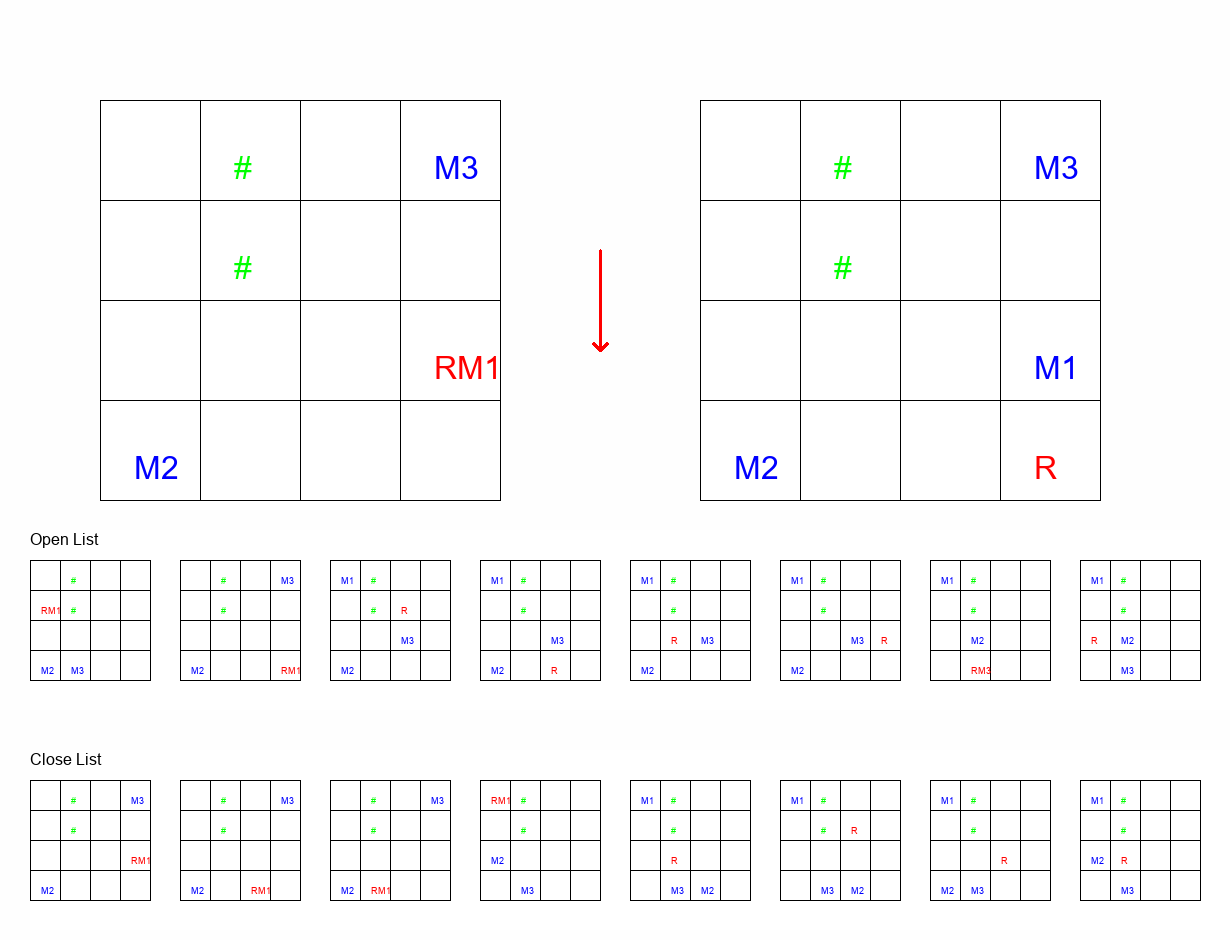 # M3 # M3
# #
RM1 M1
M2 M2 R
Open List
# # M3 M1 # M1 # M1 # M1 # M1 # M1 #
RM1 # # # R # # # # #
M3 M3 R M3 M3 R M2 R M2
M2 M3 M2 RM1 M2 M2 R M2 M2 RM3 M3
Close List
# M3 # M3 # M3 RM1 # M1 # M1 # M1 # M1 #
# # # # # # R # #
RM1 M2 R R M2 R
M2 M2 RM1 M2 RM1 M3 M3 M2 M3 M2 M2 M3 M3